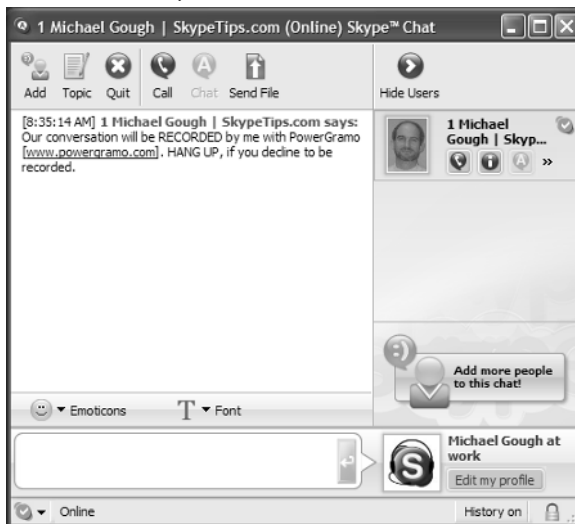 1 Michael Gough | SkypeTips.com (Online) Skype™ Chat
Add Topic Quit Call Chat Send File Hide Users
[8:35:14 AM] 1 Michael Gough | SkypeTips.com says:
Our conversation will be RECORDED by me with PowerGramo
[www.powergramo.com]. HANG UP, if you decline to be
recorded.
1 Michael
Gough | Skyp...
Add more people
to this chat!
Emoticons T Font
Michael Gough at
work
Edit my profile
Online History on